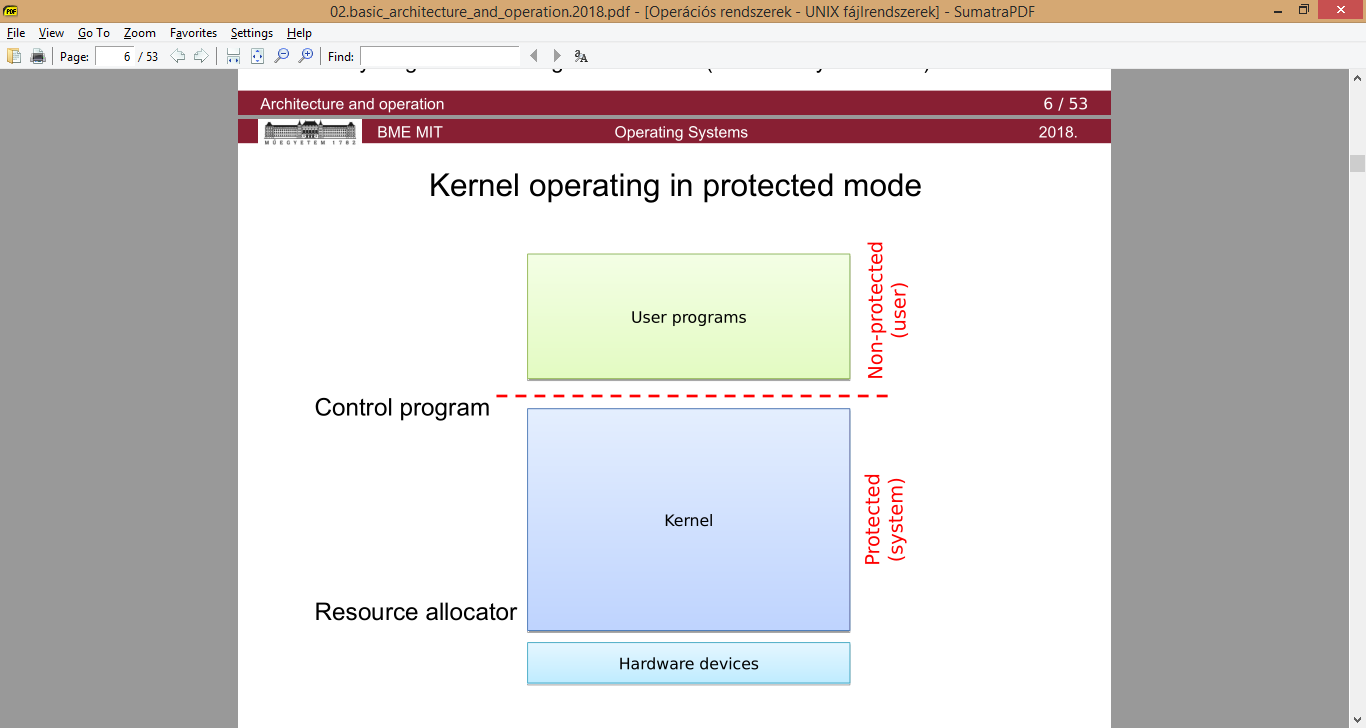 02.basic_architecture_and_operation.2018.pdf - [Operációs rendszerek - UNIX fájlrendszerek] - SumatraPDF
File View Go To Zoom Favorites Settings Help
Page: 6 / 53 Find:
Architecture and operation 6 / 53
MŰEGYETEM 1782 BME MIT Operating Systems 2018.
Kernel operating in protected mode
User programs
Non-protected
(user)
Control program
Kernel
Protected
(system)
Resource allocator
Hardware devices